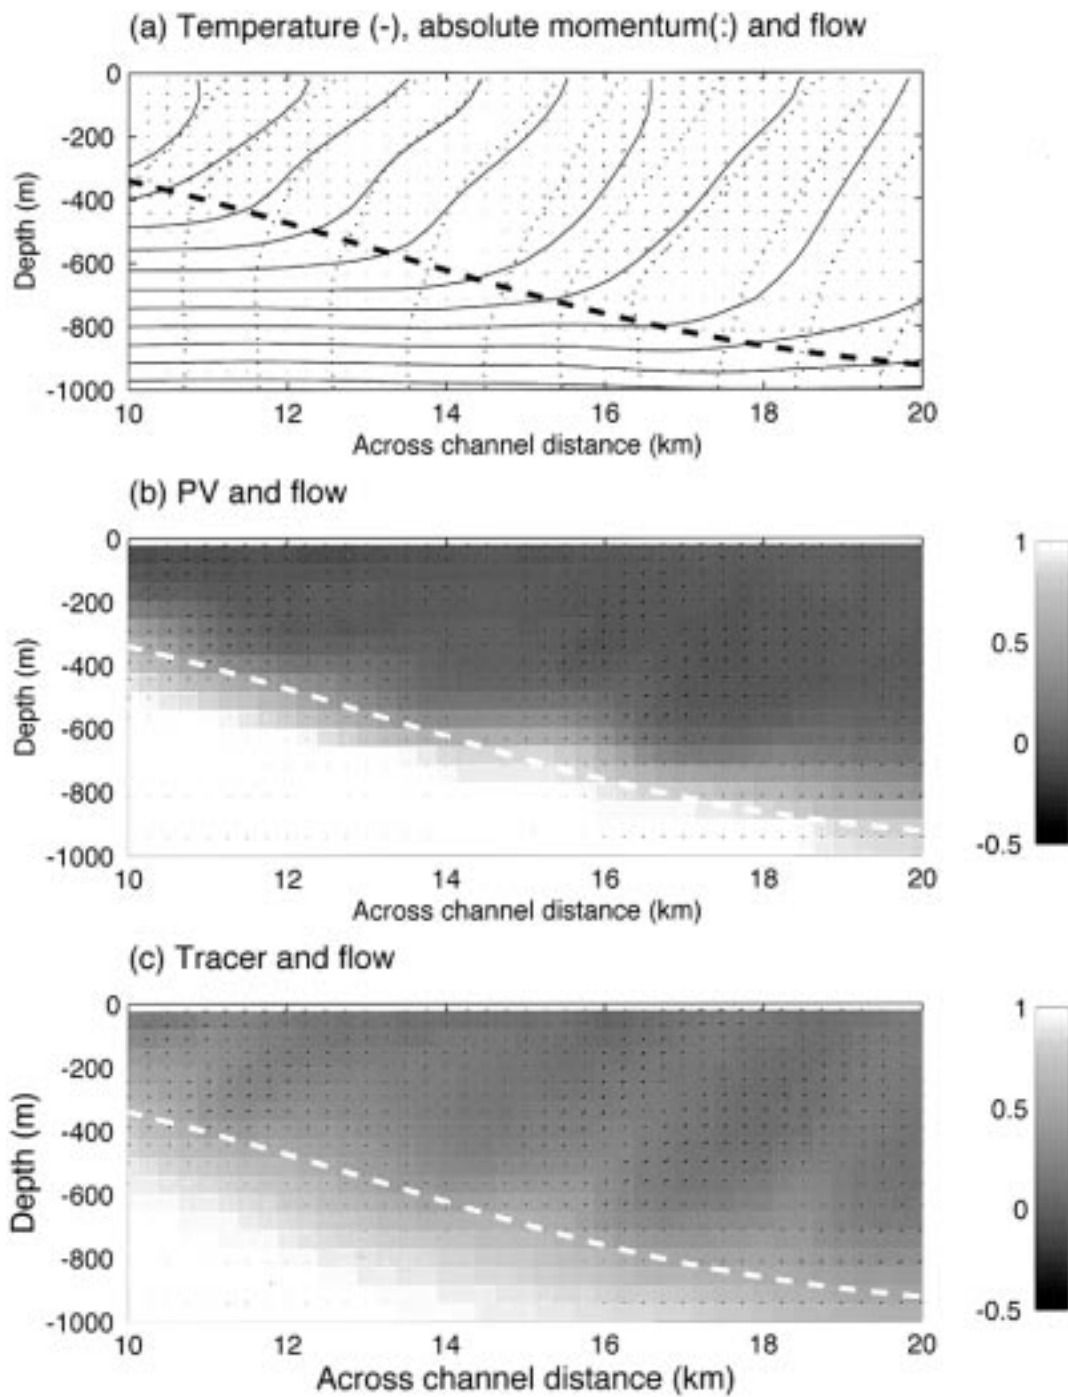 (a) Temperature (-), absolute momentum(:) and flow
0
-200
-400
-600
-800
-1000
Depth (m)
10 12 14 16 18 20
Across channel distance (km)
(b) PV and flow
0
-200
-400
-600
-800
-1000
Depth (m)
10 12 14 16 18 20
Across channel distance (km)
1
0.5
0
-0.5
(c) Tracer and flow
0
-200
-400
-600
-800
-1000
Depth (m)
10 12 14 16 18 20
Across channel distance (km)
1
0.5
0
-0.5